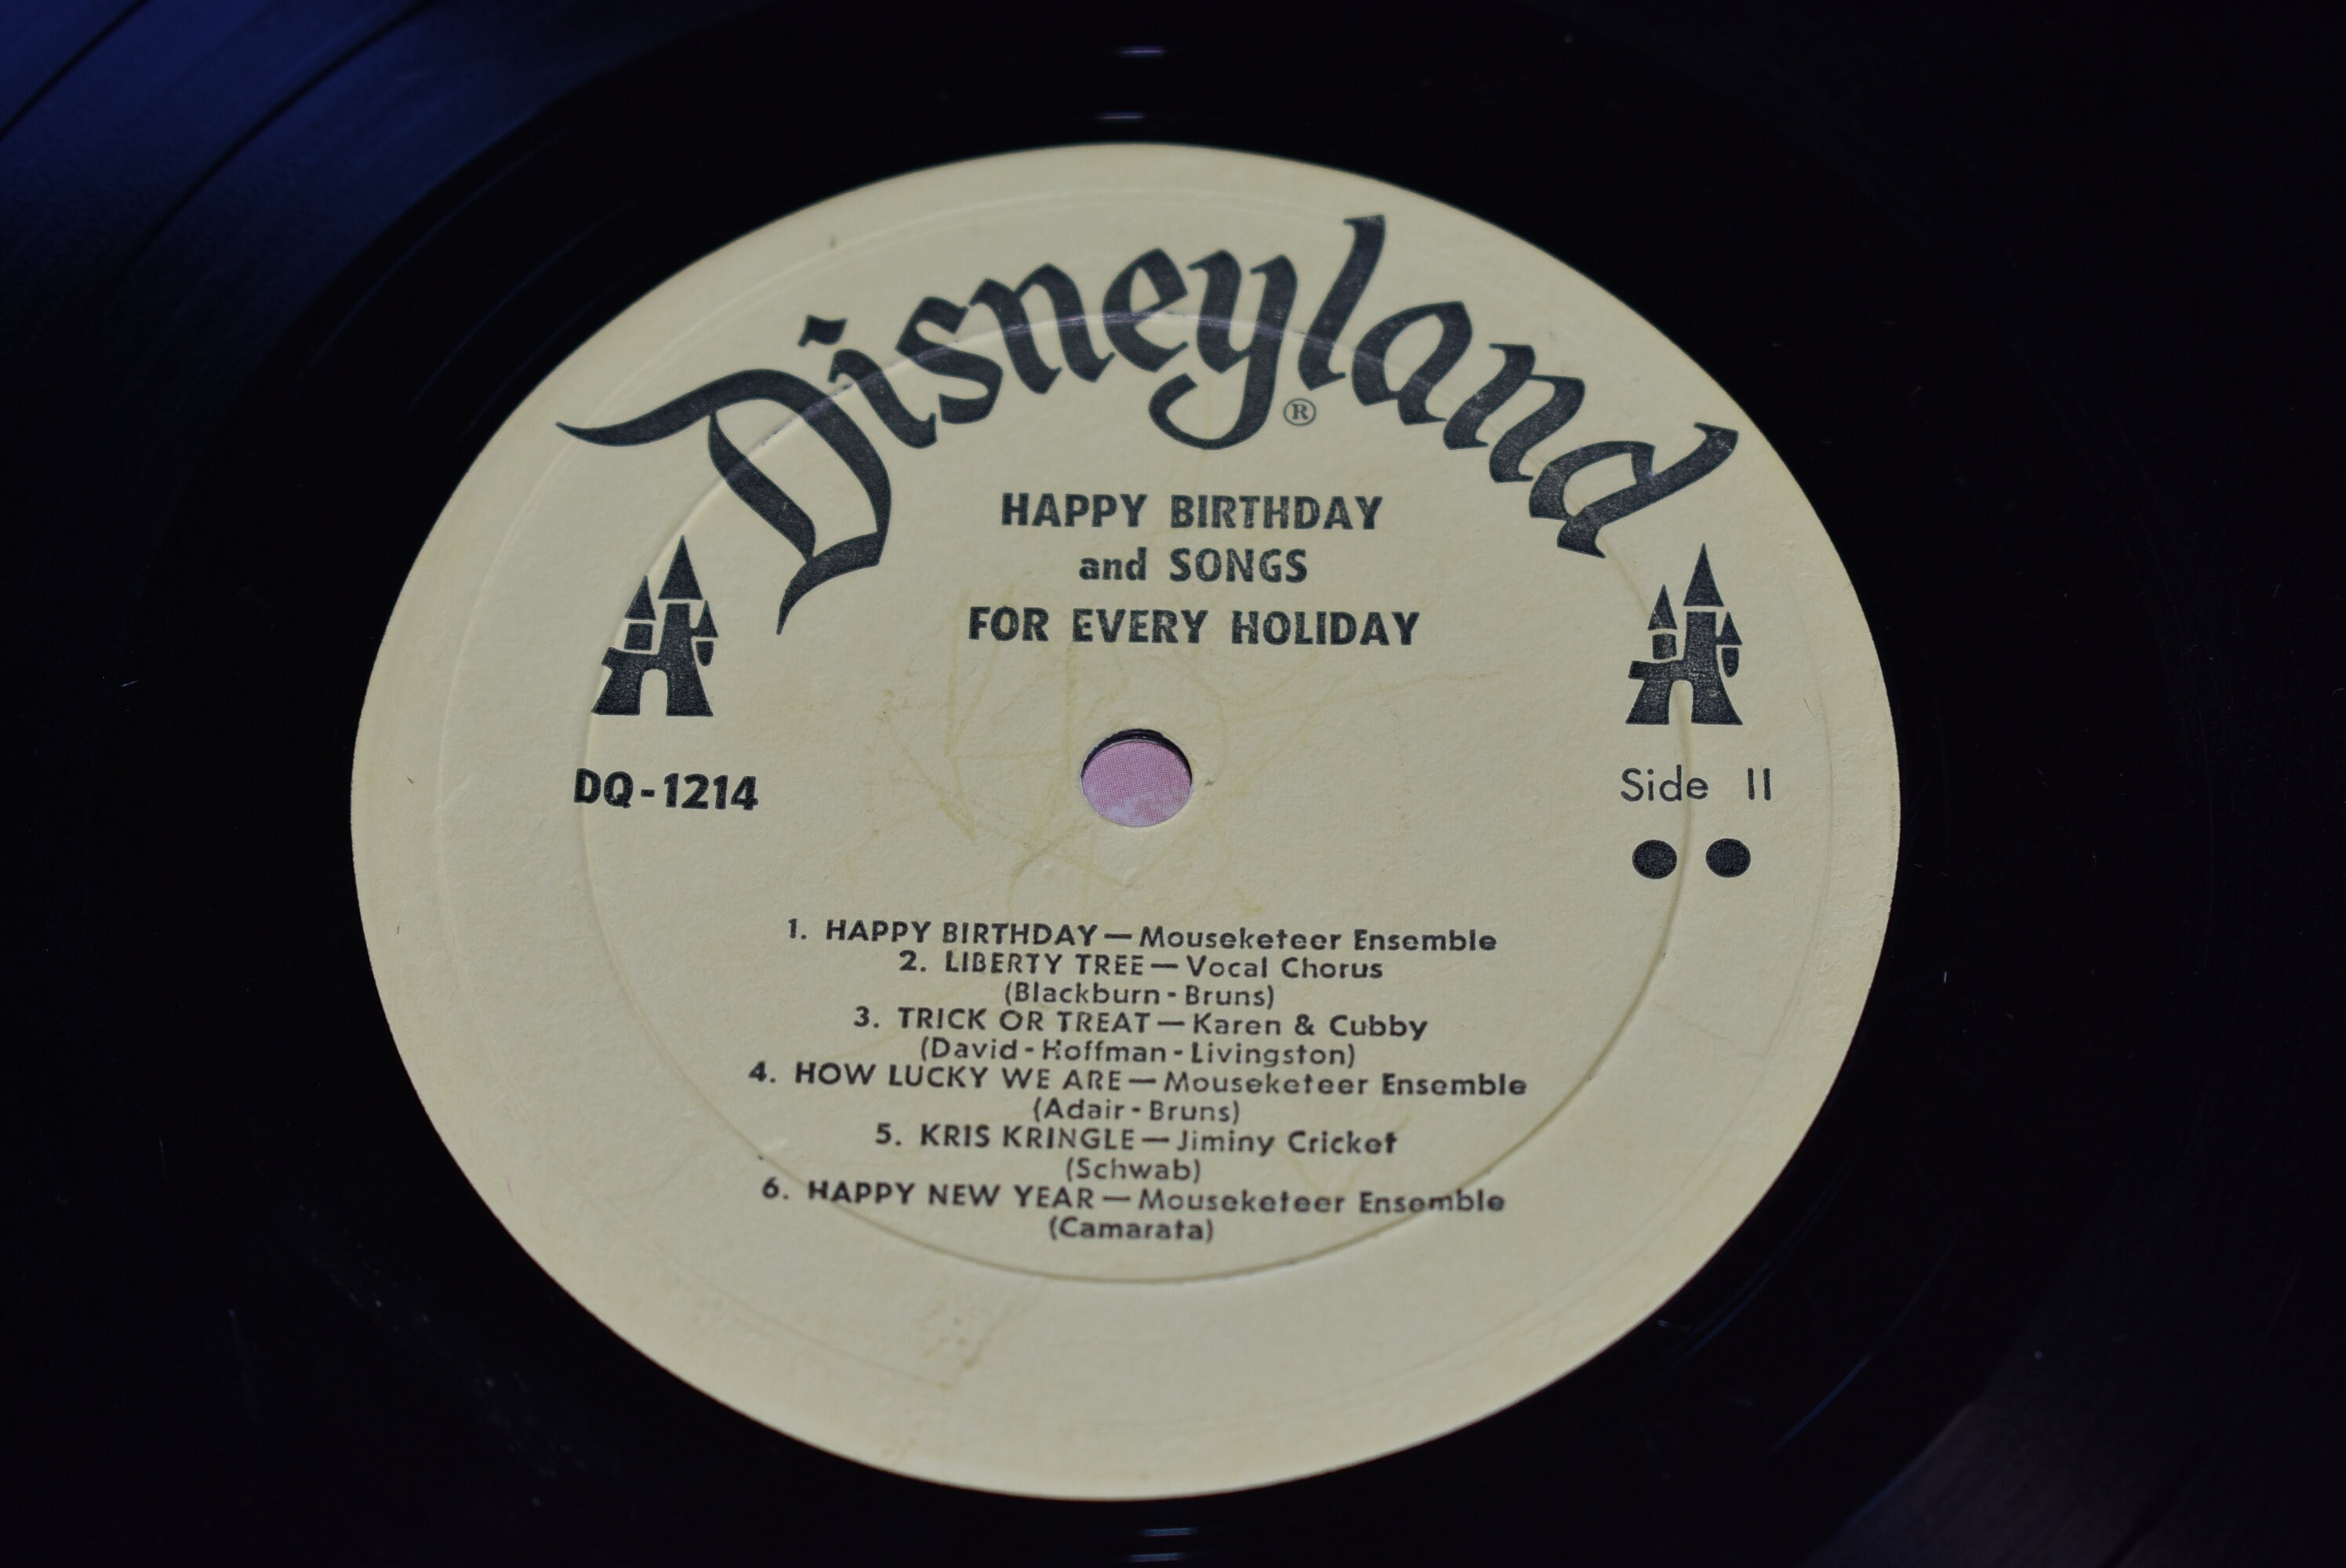 Disneyland®
HAPPY BIRTHDAY
and SONGS
FOR EVERY HOLIDAY
DQ-1214
Side II
1. HAPPY BIRTHDAY—Mouseketeer Ensemble
2. LIBERTY TREE—Vocal Chorus
(Blackburn-Bruns)
3. TRICK OR TREAT—Karen & Cubby
(David-Hoffman-Livingston)
4. HOW LUCKY WE ARE—Mouseketeer Ensemble
(Adair-Bruns)
5. KRIS KRINGLE—Jiminy Cricket
(Schwab)
6. HAPPY NEW YEAR—Mouseketeer Ensemble
(Camarata)